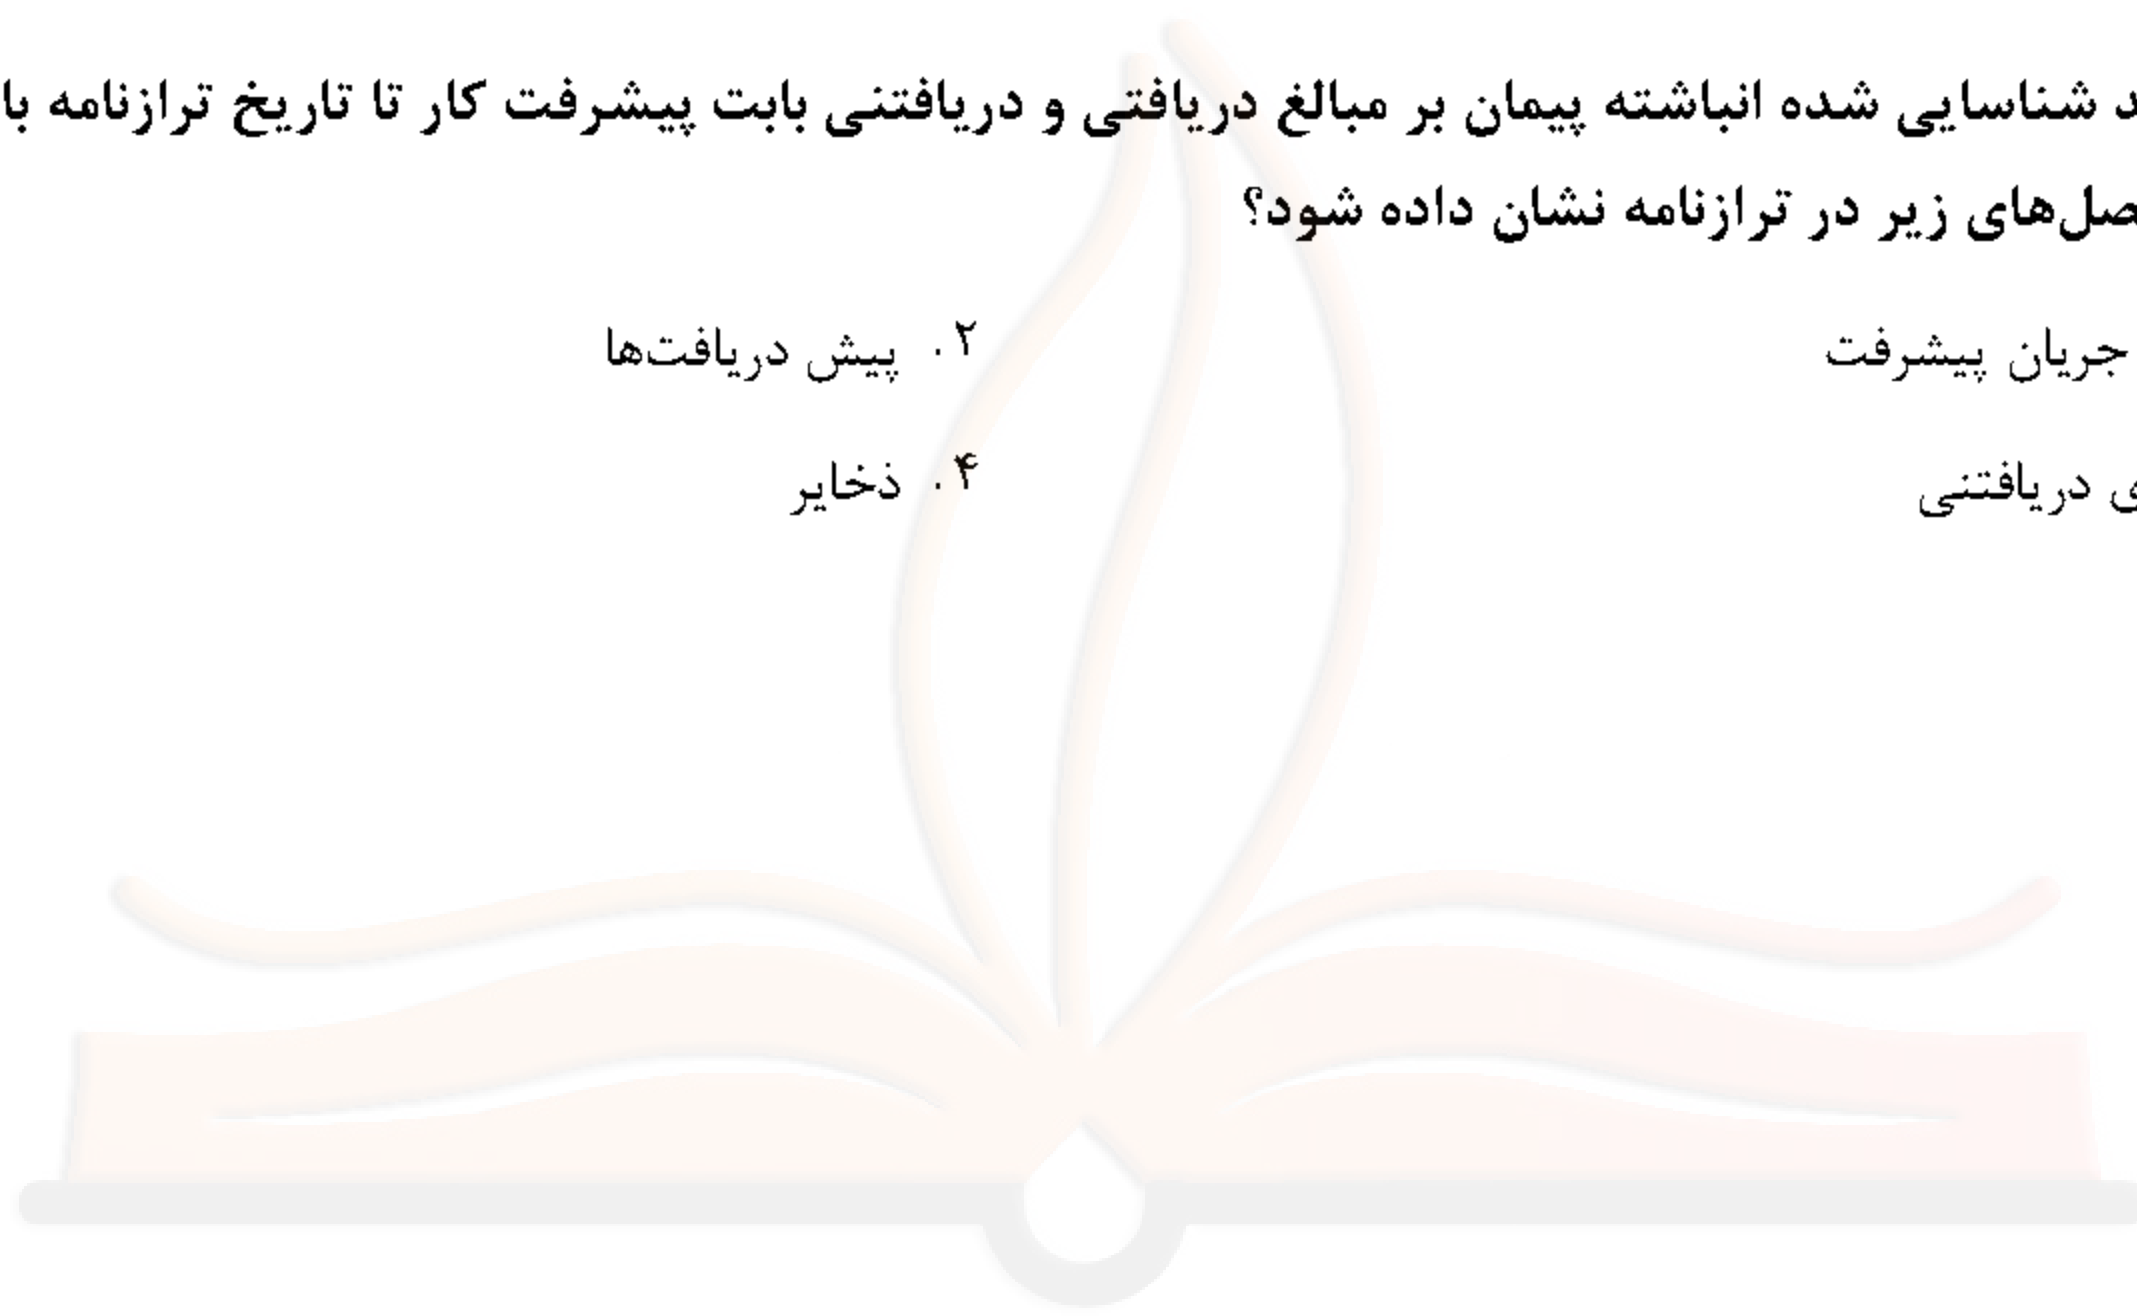 د شناسایی شده انباشته پیمان بر مبالغ دریافتی و دریافتنی بابت پیشرفت کار تا تاریخ ترازنامه با
صل‌های زیر در ترازنامه نشان داده شود؟
جریان پیشرفت
۲. پیش دریافت‌ها
ی دریافتنی
۴. ذخایر